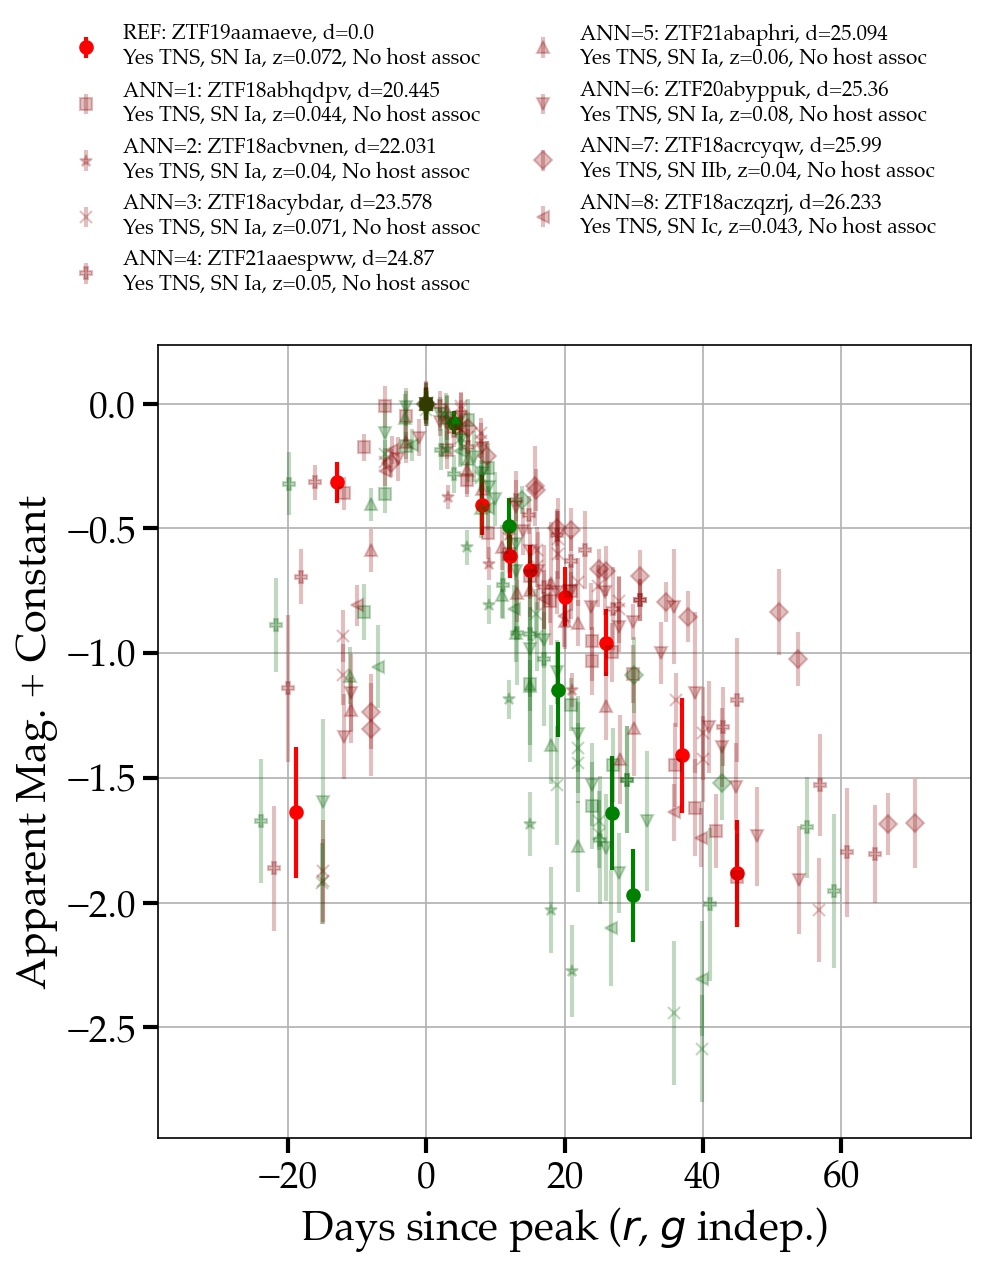 REF: ZTF19aamaeve, d=0.0
Yes TNS, SN Ia, z=0.072, No host assoc
ANN=1: ZTF18abhqdpv, d=20.445
Yes TNS, SN Ia, z=0.044, No host assoc
ANN=2: ZTF18acbvnen, d=22.031
Yes TNS, SN Ia, z=0.04, No host assoc
ANN=3: ZTF18acybdar, d=23.578
Yes TNS, SN Ia, z=0.071, No host assoc
ANN=4: ZTF21aaespww, d=24.87
Yes TNS, SN Ia, z=0.05, No host assoc
ANN=5: ZTF21abaphri, d=25.094
Yes TNS, SN Ia, z=0.06, No host assoc
ANN=6: ZTF20abyppuk, d=25.36
Yes TNS, SN Ia, z=0.08, No host assoc
ANN=7: ZTF18acrcyqw, d=25.99
Yes TNS, SN IIb, z=0.04, No host assoc
ANN=8: ZTF18aczqzrj, d=26.233
Yes TNS, SN Ic, z=0.043, No host assoc
Apparent Mag. + Constant
0.0
−0.5
−1.0
−1.5
−2.0
−2.5
−20
0
20
40
60
Days since peak (r, g indep.)